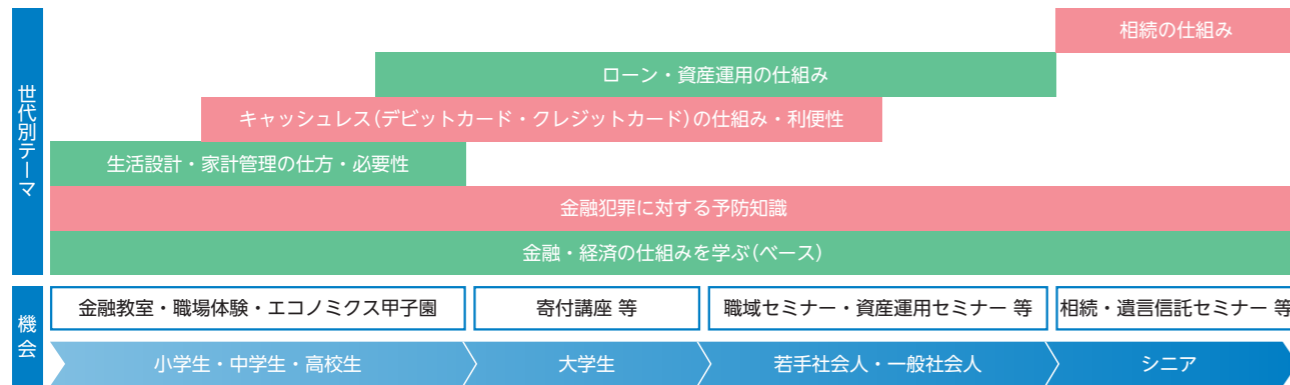 世代別テーマ
相続の仕組み
ローン・資産運用の仕組み
キャッシュレス(デビットカード・クレジットカード)の仕組み・利便性
生活設計・家計管理の仕方・必要性
金融犯罪に対する予防知識
金融・経済の仕組みを学ぶ(ベース)
機会
金融教室・職場体験・エコノミクス甲子園
寄付講座 等
職域セミナー・資産運用セミナー 等
相続・遺言信託セミナー 等
小学生・中学生・高校生
大学生
若手社会人・一般社会人
シニア